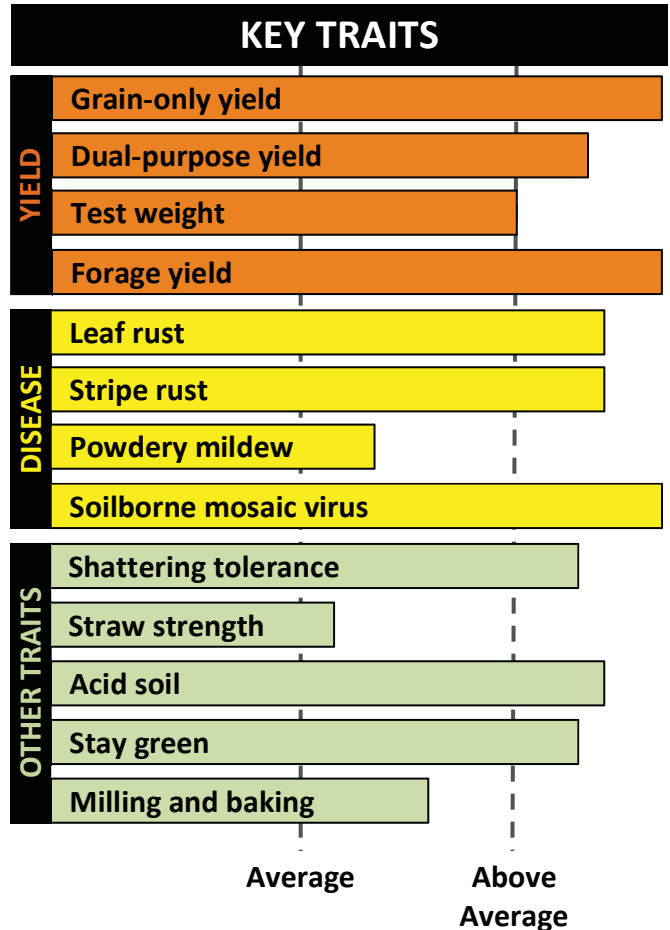 KEY TRAITS
YIELD
Grain-only yield
Dual-purpose yield
Test weight
Forage yield
DISEASE
Leaf rust
Stripe rust
Powdery mildew
Soilborne mosaic virus
OTHER TRAITS
Shattering tolerance
Straw strength
Acid soil
Stay green
Milling and baking
Average
Above
Average